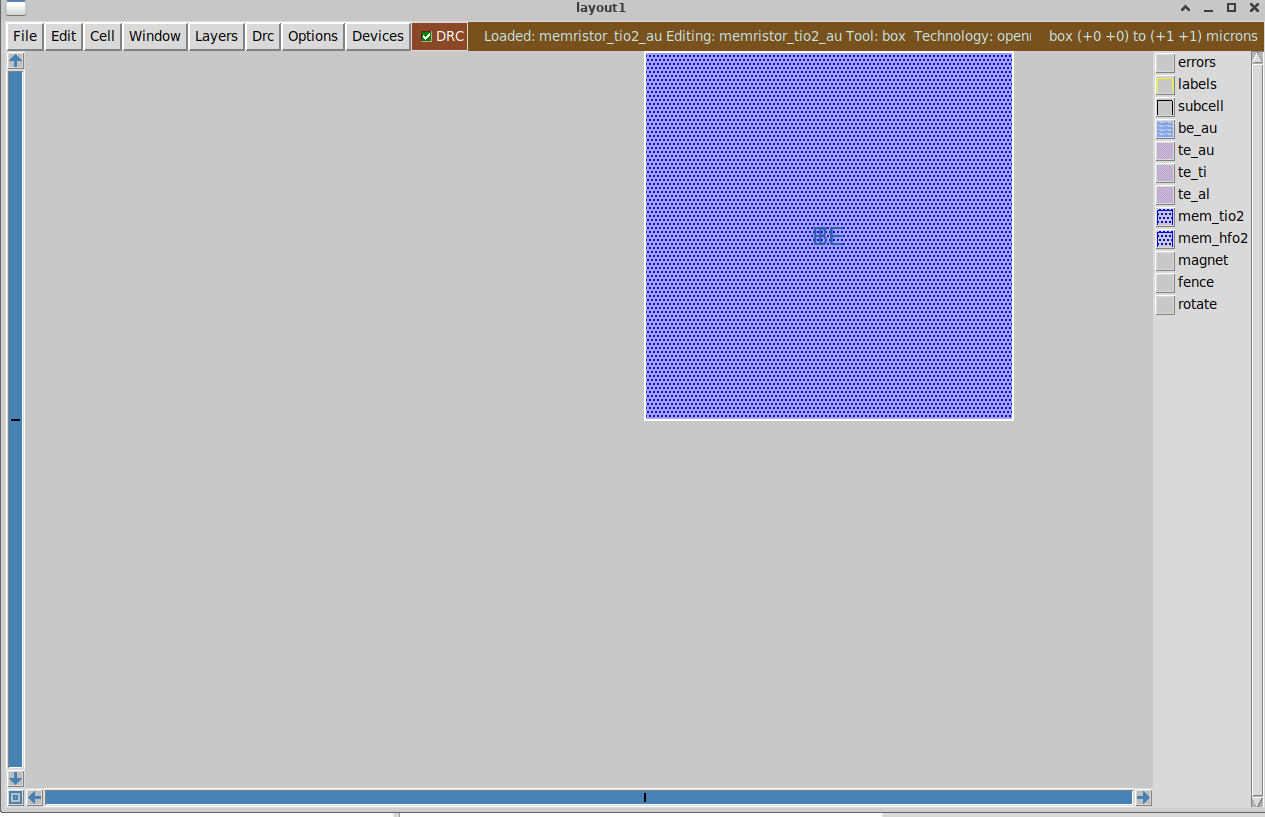 layout1
File Edit Cell Window Layers Drc Options Devices DRC Loaded: memristor_tio2_au Editing: memristor_tio2_au Tool: box Technology: open box (+0 +0) to (+1 +1) microns
errors
labels
subcell
be_au
te_au
te_ti
te_al
mem_tio2
mem_hfo2
magnet
fence
rotate